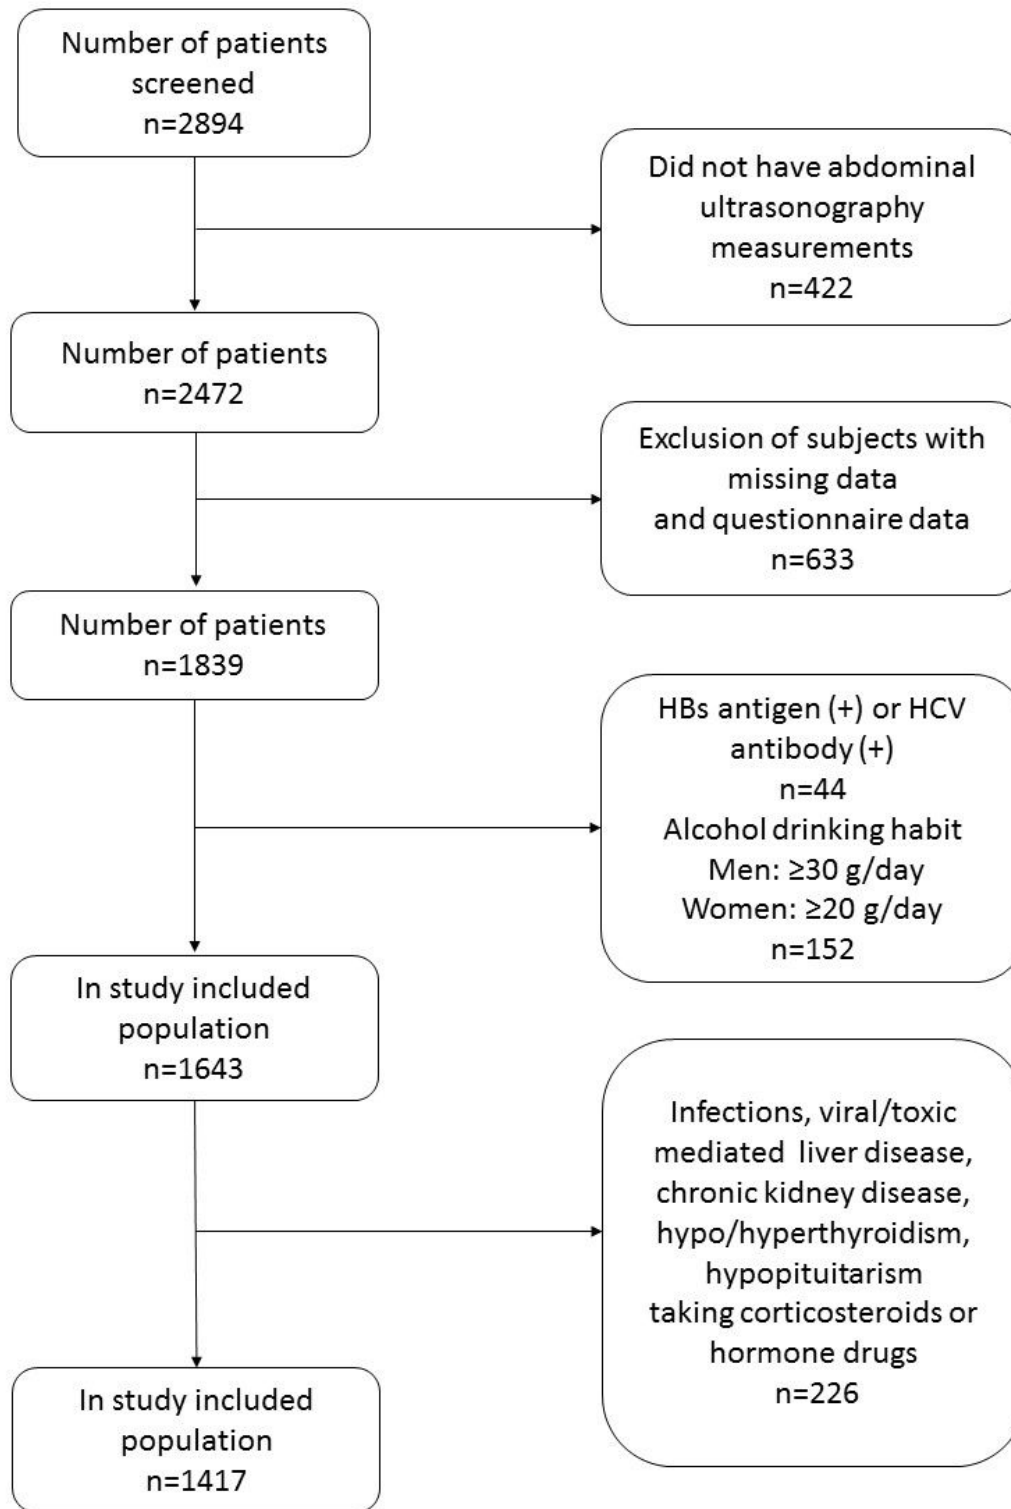 Number of patients
screened
n=2894
Did not have abdominal
ultrasonography
measurements
n=422
Number of patients
n=2472
Exclusion of subjects with
missing data
and questionnaire data
n=633
Number of patients
n=1839
HBs antigen (+) or HCV
antibody (+)
n=44
Alcohol drinking habit
Men: ≥30 g/day
Women: ≥20 g/day
n=152
In study included
population
n=1643
Infections, viral/toxic
mediated liver disease,
chronic kidney disease,
hypo/hyperthyroidism,
hypopituitarism
taking corticosteroids or
hormone drugs
n=226
In study included
population
n=1417